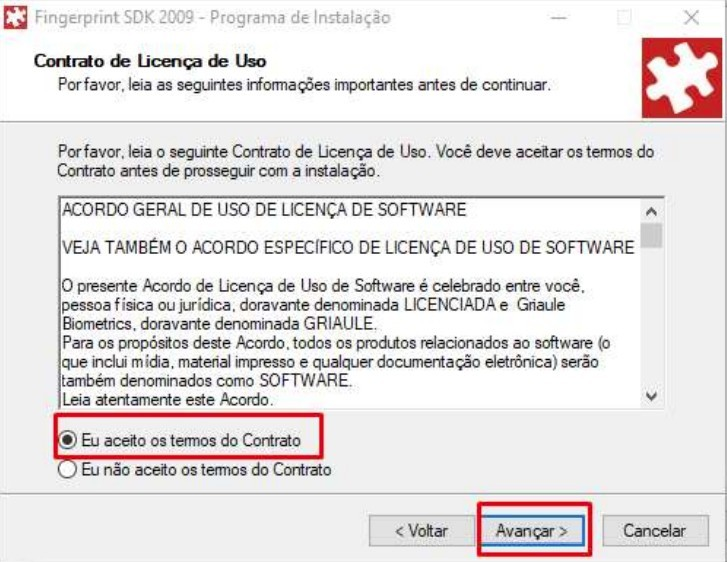 Fingerprint SDK 2009 - Programa de Instalação
Contrato de Licença de Uso
Por favor, leia as seguintes informações importantes antes de continuar.
Por favor, leia o seguinte Contrato de Licença de Uso. Você deve aceitar os termos do
Contrato antes de prosseguir com a instalação.
ACORDO GERAL DE USO DE LICENÇA DE SOFTWARE
VEJA TAMBÉM O ACORDO ESPECÍFICO DE LICENÇA DE USO DE SOFTWARE
O presente Acordo de Licença de Uso de Software é celebrado entre você,
pessoa física ou jurídica, doravante denominada LICENCIADA e Griaule
Biometrics, doravante denominada GRIAULE.
Para os propósitos deste Acordo, todos os produtos relacionados ao software (o
que inclui mídia, material impresso e qualquer documentação eletrônica) serão
também denominados como SOFTWARE.
Leia atentamente este Acordo.
Eu aceito os termos do Contrato
Eu não aceito os termos do Contrato
< Voltar
Avançar >
Cancelar